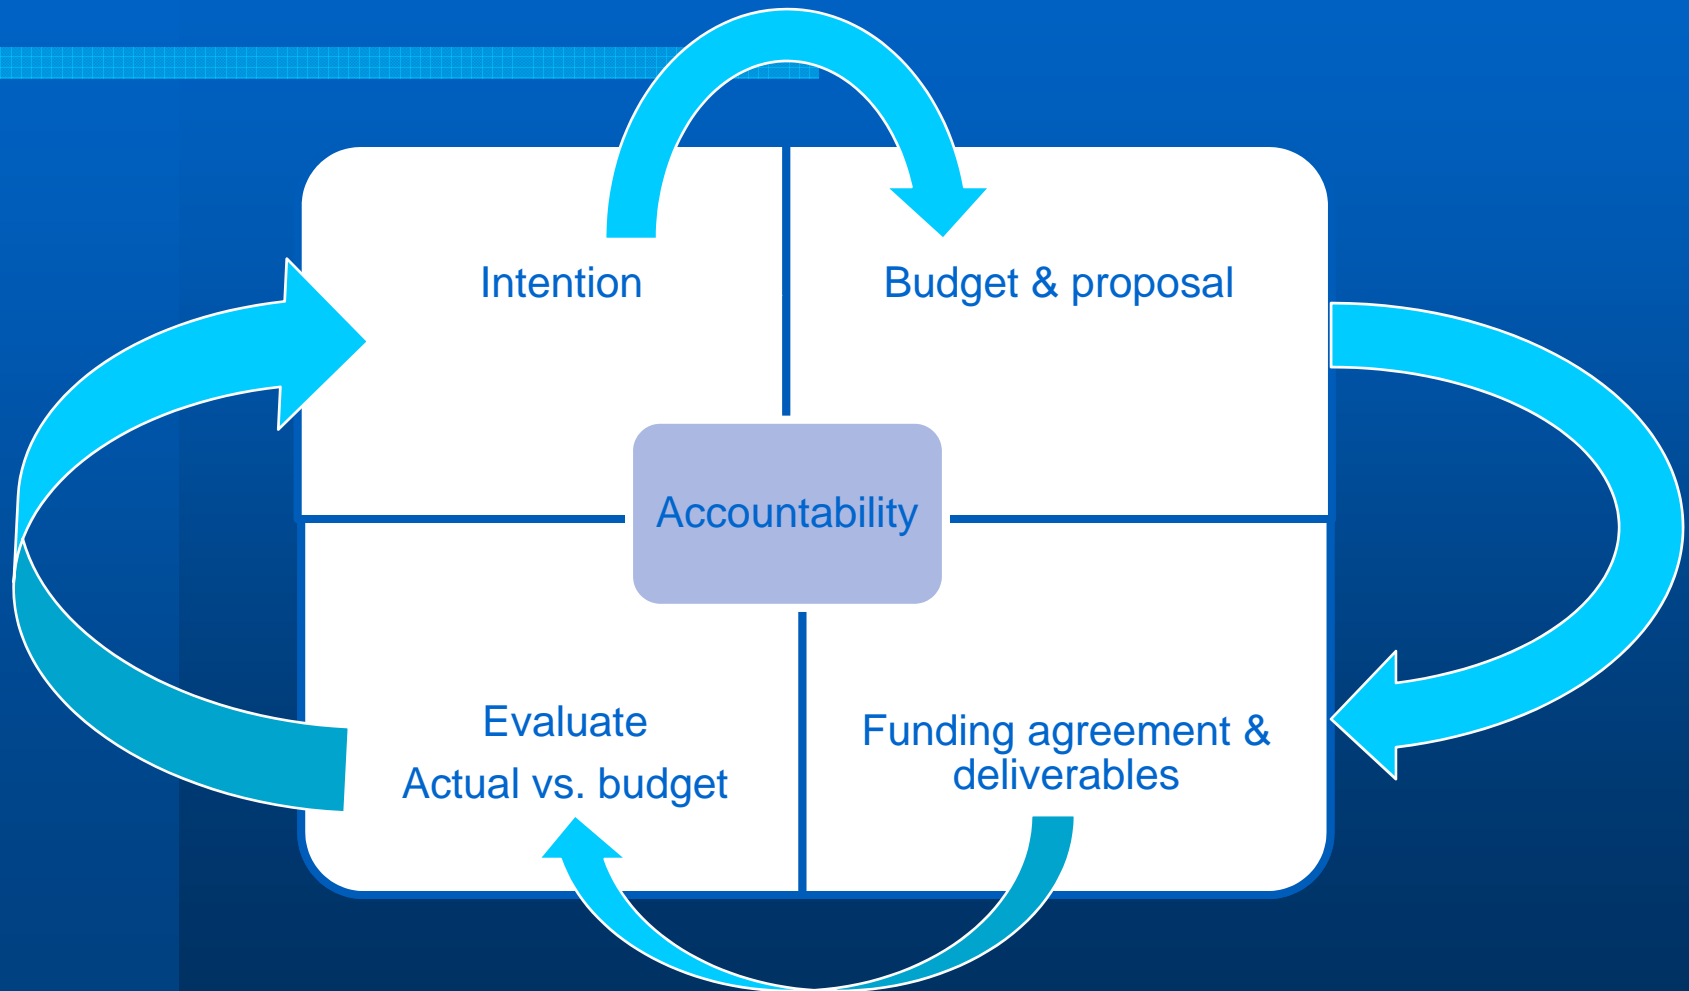 Intention
Budget & proposal
Accountability
Evaluate
Actual vs. budget
Funding agreement &
deliverables